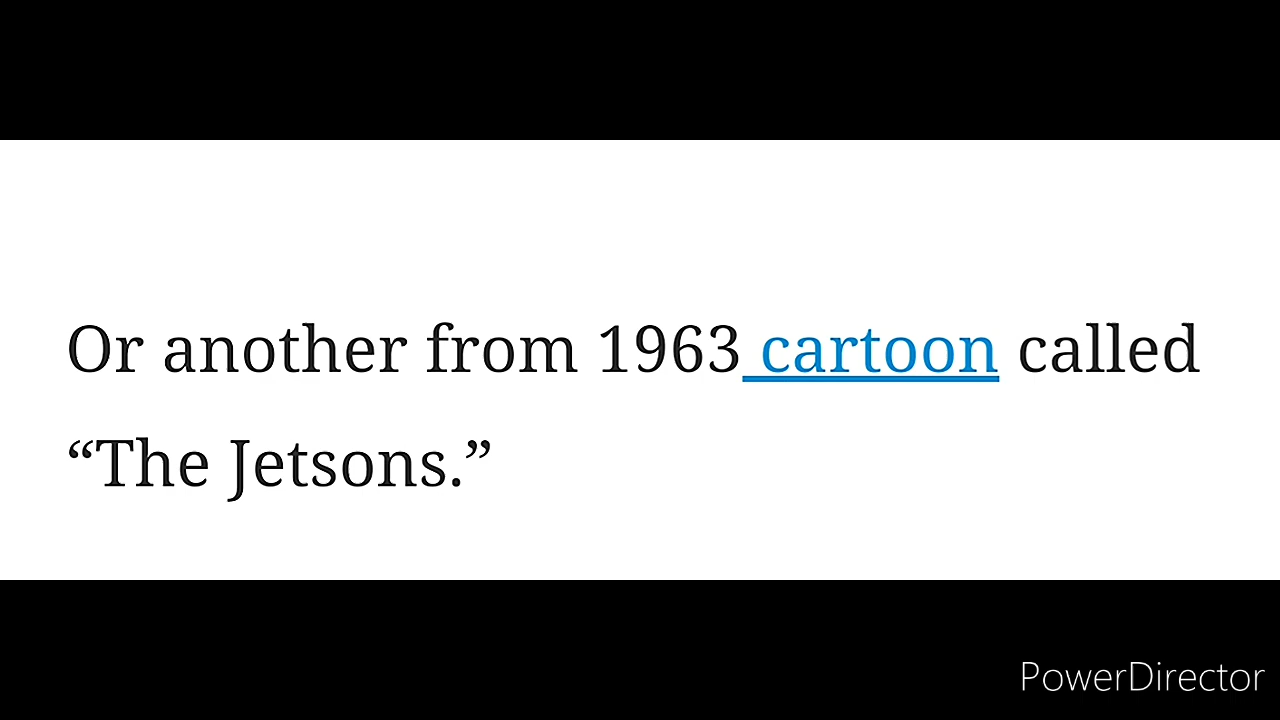 Or another from 1963 cartoon called
“The Jetsons.”
PowerDirector